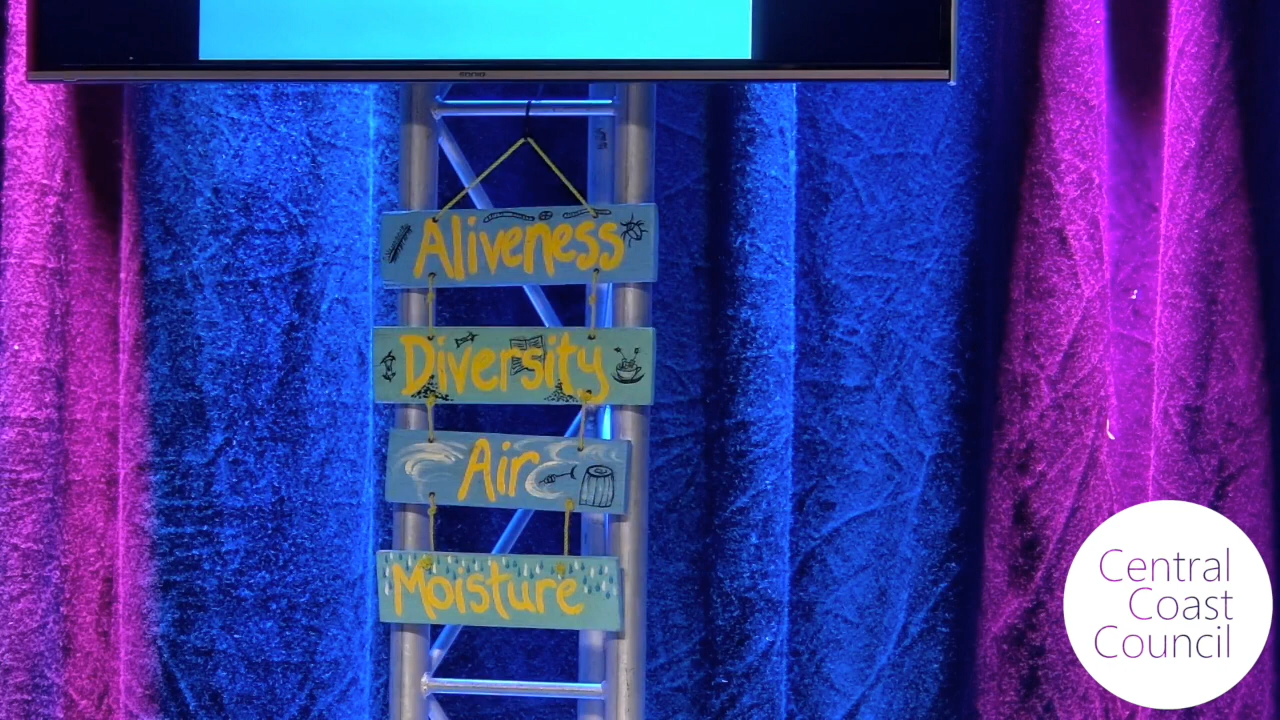 Aliveness
Diversity
Air
Moisture
Central
Coast
Council